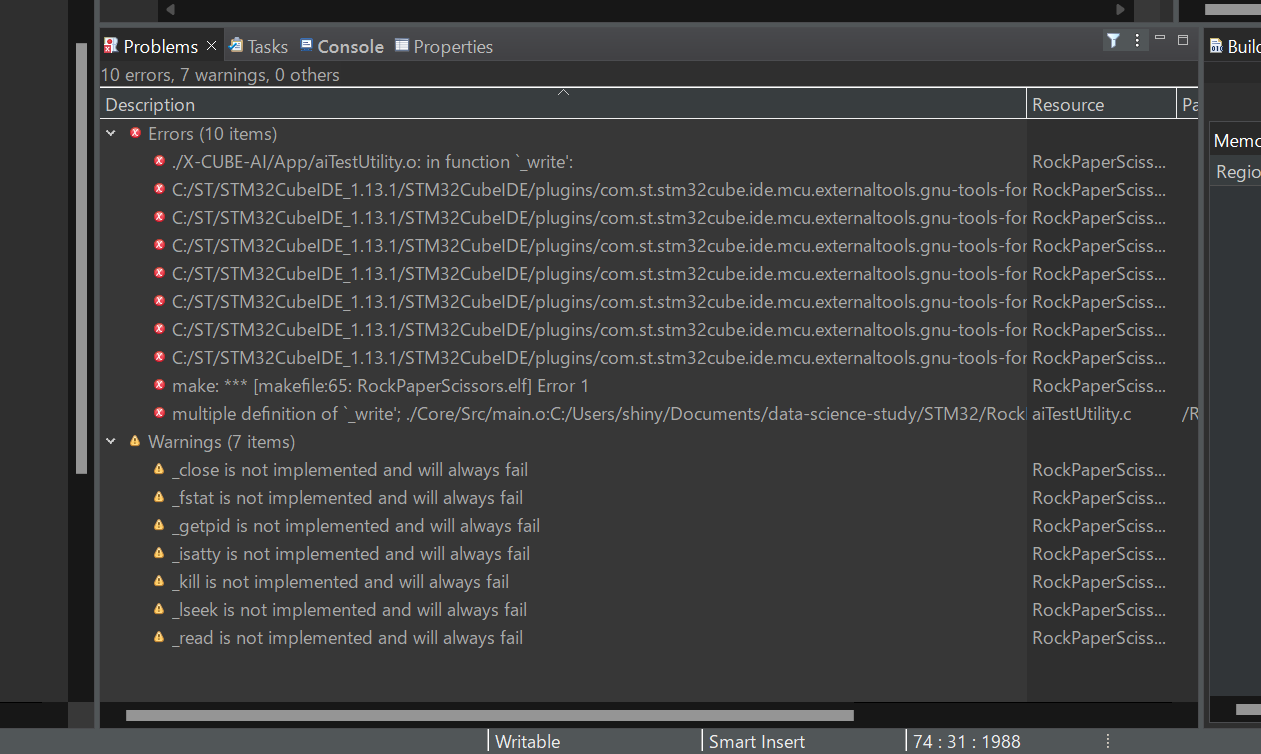 Problems Tasks Console Properties
Build
10 errors, 7 warnings, 0 others
Description Resource Pa
Errors (10 items)
Memo
./X-CUBE-AI/App/aiTestUtility.o: in function `_write': RockPaperSciss...
Regio
C:/ST/STM32CubeIDE_1.13.1/STM32CubeIDE/plugins/com.st.stm32cube.ide.mcu.externaltools.gnu-tools-for RockPaperSciss...
C:/ST/STM32CubeIDE_1.13.1/STM32CubeIDE/plugins/com.st.stm32cube.ide.mcu.externaltools.gnu-tools-for RockPaperSciss...
C:/ST/STM32CubeIDE_1.13.1/STM32CubeIDE/plugins/com.st.stm32cube.ide.mcu.externaltools.gnu-tools-for RockPaperSciss...
C:/ST/STM32CubeIDE_1.13.1/STM32CubeIDE/plugins/com.st.stm32cube.ide.mcu.externaltools.gnu-tools-for RockPaperSciss...
C:/ST/STM32CubeIDE_1.13.1/STM32CubeIDE/plugins/com.st.stm32cube.ide.mcu.externaltools.gnu-tools-for RockPaperSciss...
C:/ST/STM32CubeIDE_1.13.1/STM32CubeIDE/plugins/com.st.stm32cube.ide.mcu.externaltools.gnu-tools-for RockPaperSciss...
C:/ST/STM32CubeIDE_1.13.1/STM32CubeIDE/plugins/com.st.stm32cube.ide.mcu.externaltools.gnu-tools-for RockPaperSciss...
make: *** [makefile:65: RockPaperScissors.elf] Error 1 RockPaperSciss...
multiple definition of `_write'; ./Core/Src/main.o:C:/Users/shiny/Documents/data-science-study/STM32/Rock aiTestUtility.c /R
Warnings (7 items)
_close is not implemented and will always fail RockPaperSciss...
_fstat is not implemented and will always fail RockPaperSciss...
_getpid is not implemented and will always fail RockPaperSciss...
_isatty is not implemented and will always fail RockPaperSciss...
_kill is not implemented and will always fail RockPaperSciss...
_lseek is not implemented and will always fail RockPaperSciss...
_read is not implemented and will always fail RockPaperSciss...
Writable Smart Insert 74 : 31 : 1988